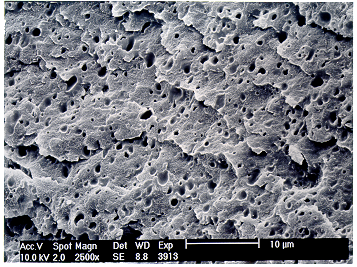 Acc.V Spot Magn Det WD Exp 10 µm
10.0 kV 2.0 2500x SE 8.8 3913